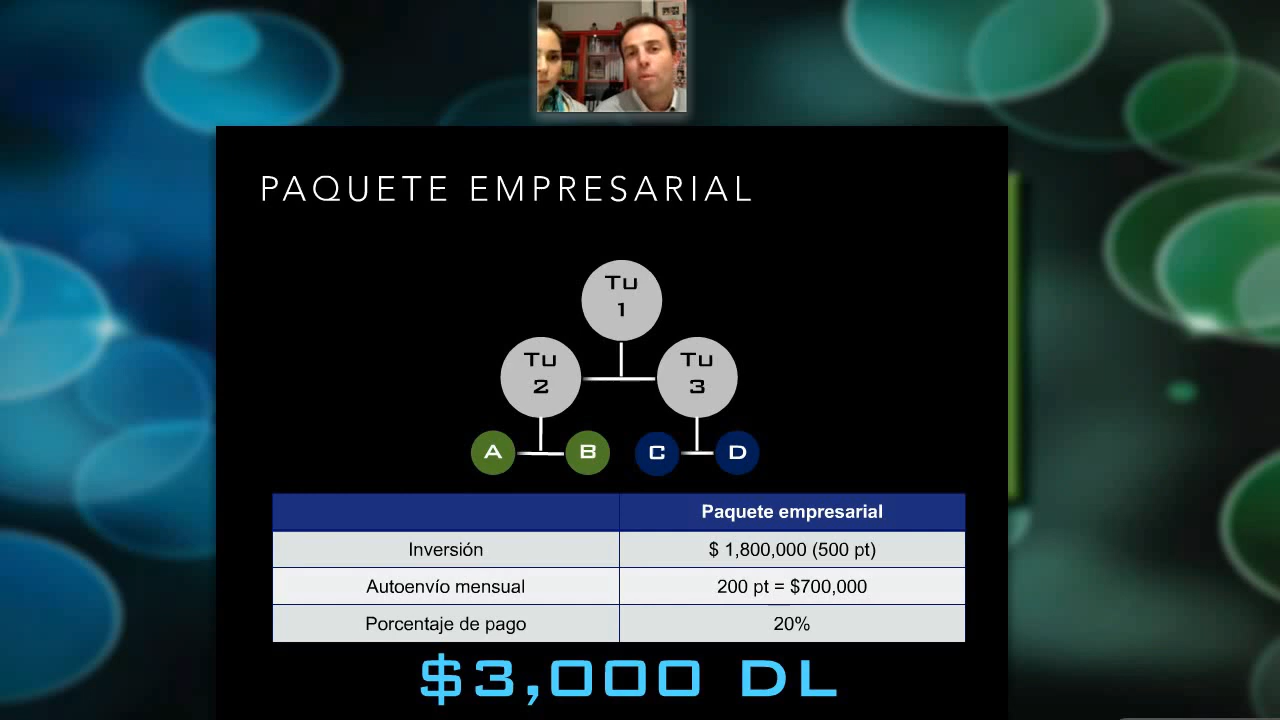 PAQUETE EMPRESARIAL
Tu
1
Tu
2
Tu
3
A
B
C
D
Paquete empresarial
Inversión
$ 1,800,000 (500 pt)
Autoenvío mensual
200 pt = $700,000
Porcentaje de pago
20%
$3,000 DL